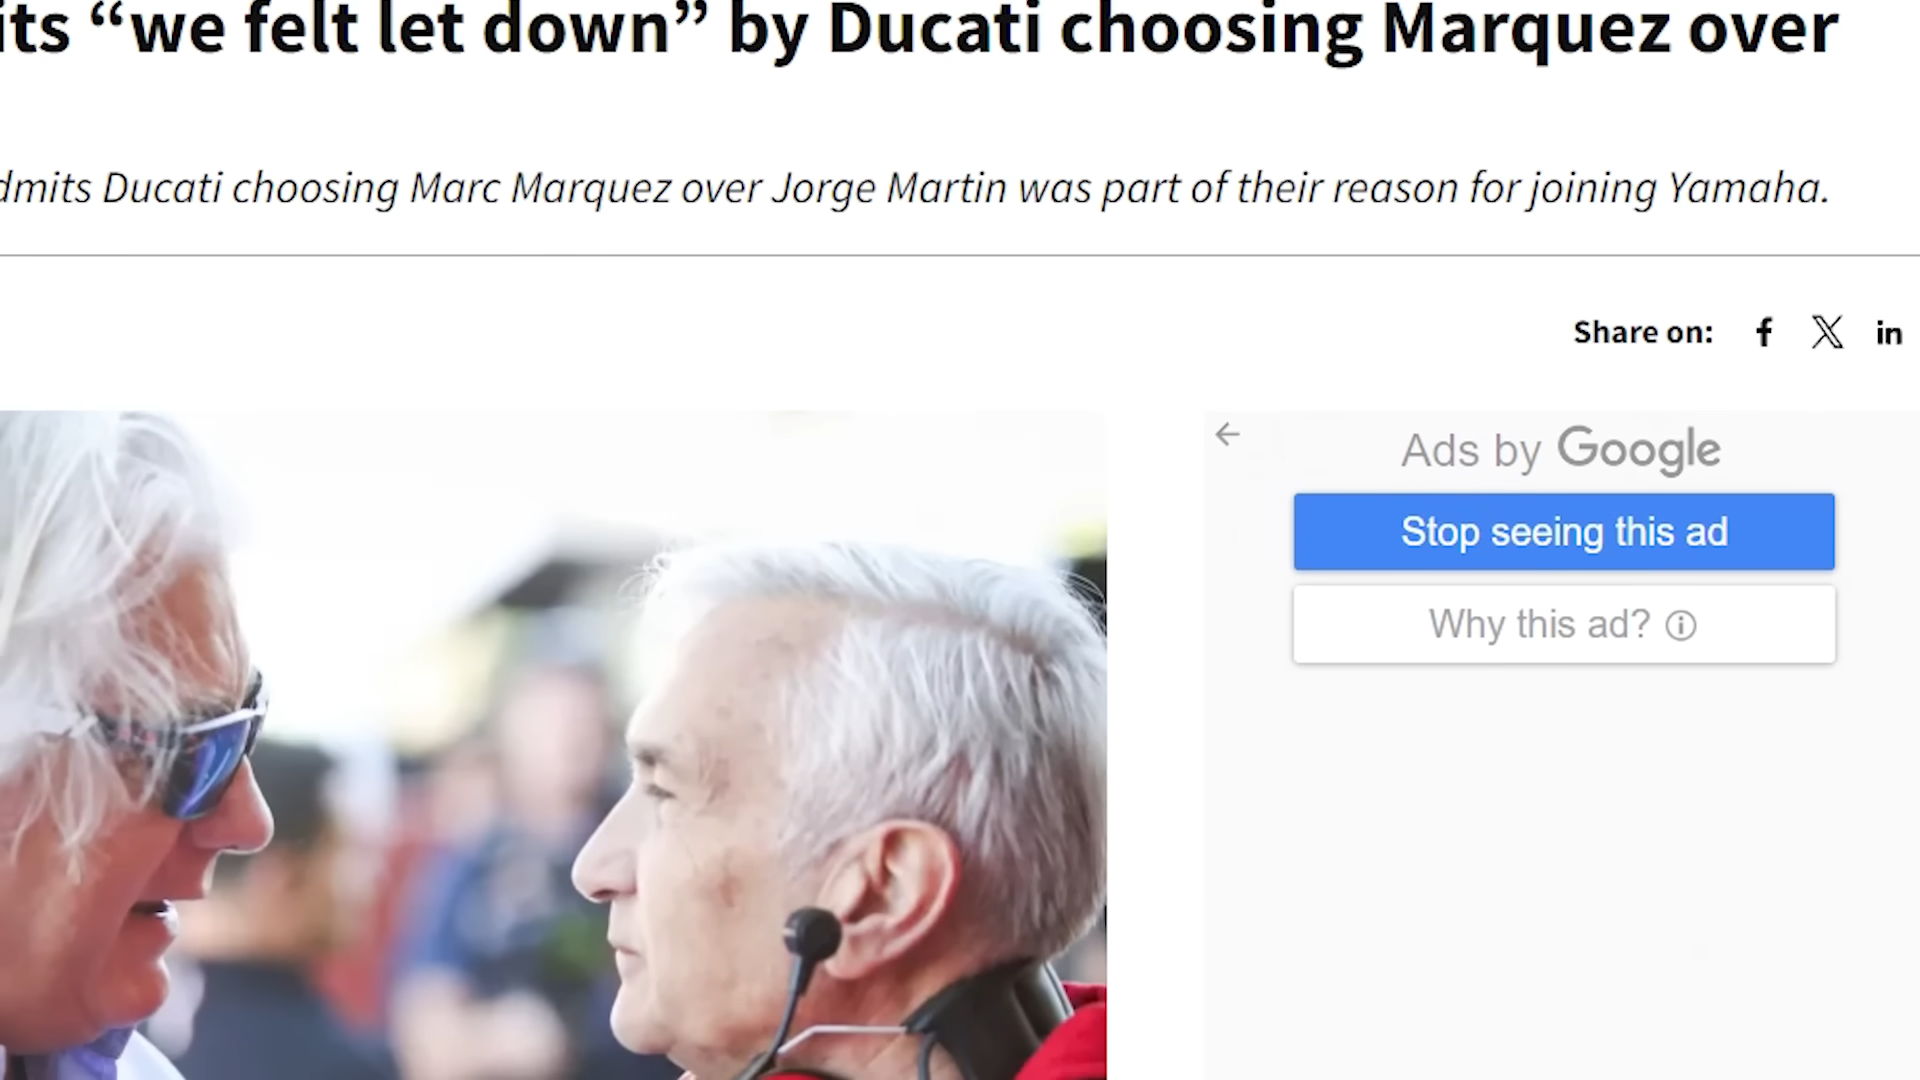 its “we felt let down” by Ducati choosing Marquez over
dmits Ducati choosing Marc Marquez over Jorge Martin was part of their reason for joining Yamaha.
Share on:
Ads by Google
Stop seeing this ad
Why this ad?